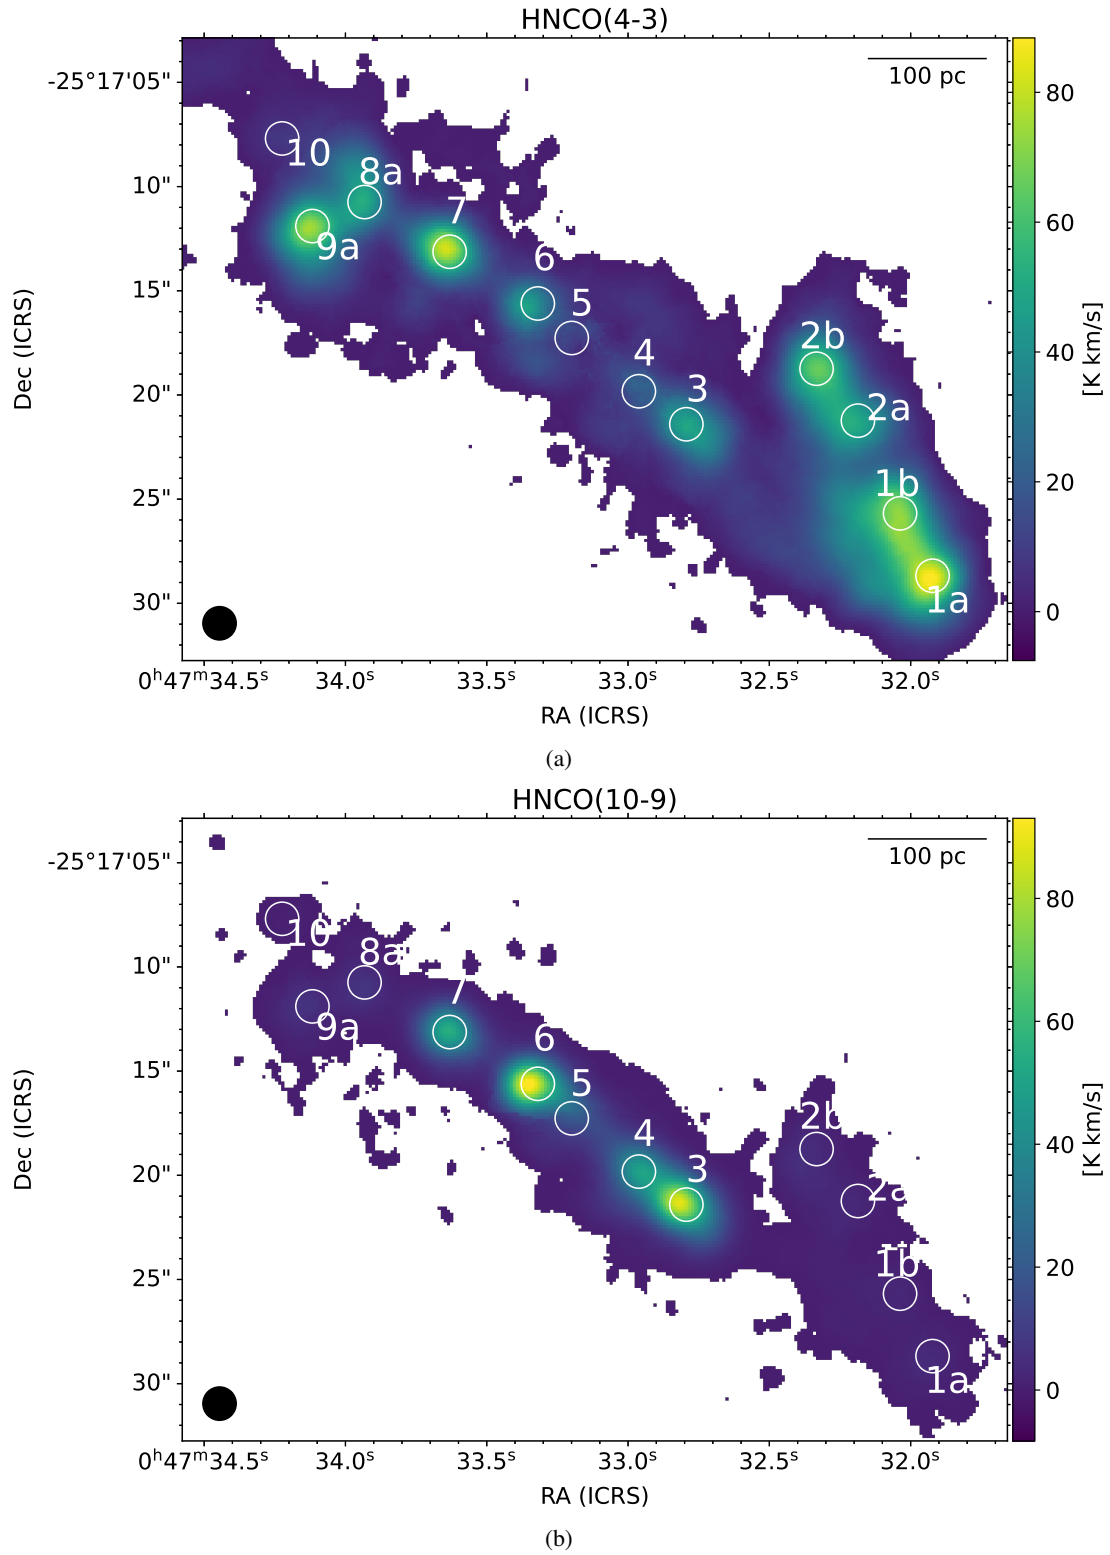 HNCO(4-3)
100 pc
-25°17'05"
10"
15"
20"
25"
30"
Dec (ICRS)
10
8a
9a
7
6
5
4
3
2b
2a
1b
1a
80
60
40
20
0
[K km/s]
0ʰ47ᵐ34.5ˢ 34.0ˢ 33.5ˢ 33.0ˢ 32.5ˢ 32.0ˢ
RA (ICRS)
(a)
HNCO(10-9)
100 pc
-25°17'05"
10"
15"
20"
25"
30"
Dec (ICRS)
10
8a
9a
7
6
5
4
3
2b
2a
1b
1a
80
60
40
20
0
[K km/s]
0ʰ47ᵐ34.5ˢ 34.0ˢ 33.5ˢ 33.0ˢ 32.5ˢ 32.0ˢ
RA (ICRS)
(b)